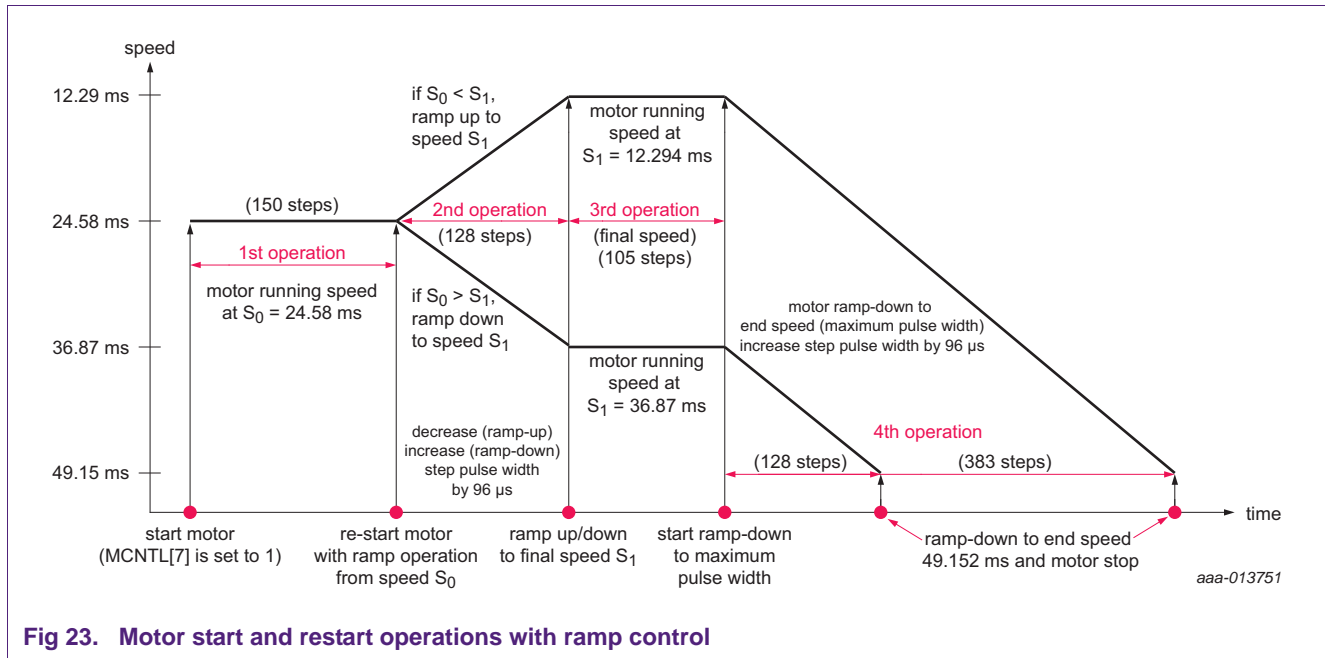 speed
12.29 ms
24.58 ms
36.87 ms
49.15 ms
if S0 < S1,
ramp up to
speed S1
motor running
speed at
S1 = 12.294 ms
(150 steps)
1st operation
motor running speed
at S0 = 24.58 ms
2nd operation
(128 steps)
3rd operation
(final speed)
(105 steps)
if S0 > S1,
ramp down
to speed S1
motor running
speed at
S1 = 36.87 ms
motor ramp-down to
end speed (maximum pulse width)
increase step pulse width by 96 µs
decrease (ramp-up)
increase (ramp-down)
step pulse width
by 96 µs
4th operation
(128 steps)
(383 steps)
time
start motor
(MCNTL[7] is set to 1)
re-start motor
with ramp operation
from speed S0
ramp up/down
to final speed S1
start ramp-down
to maximum
pulse width
ramp-down to end speed
49.152 ms and motor stop
aaa-013751
Fig 23. Motor start and restart operations with ramp control